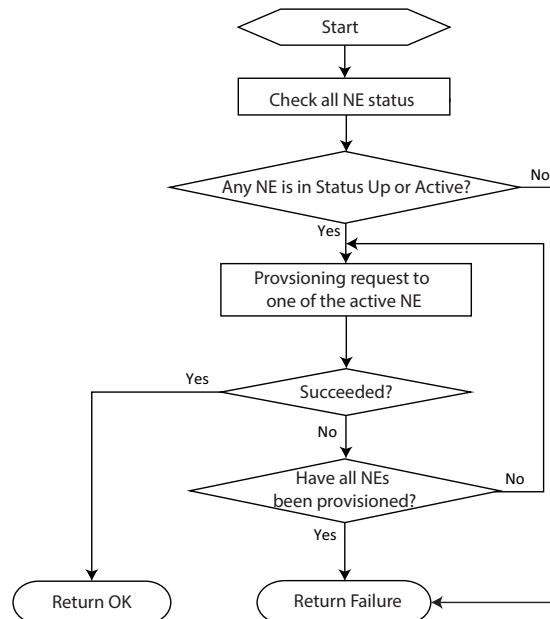 Start
Check all NE status
Any NE is in Status Up or Active?
No
Yes
Provsioning request to
one of the active NE
Yes
Succeeded?
No
Have all NEs
been provisioned?
No
Yes
Return OK
Return Failure